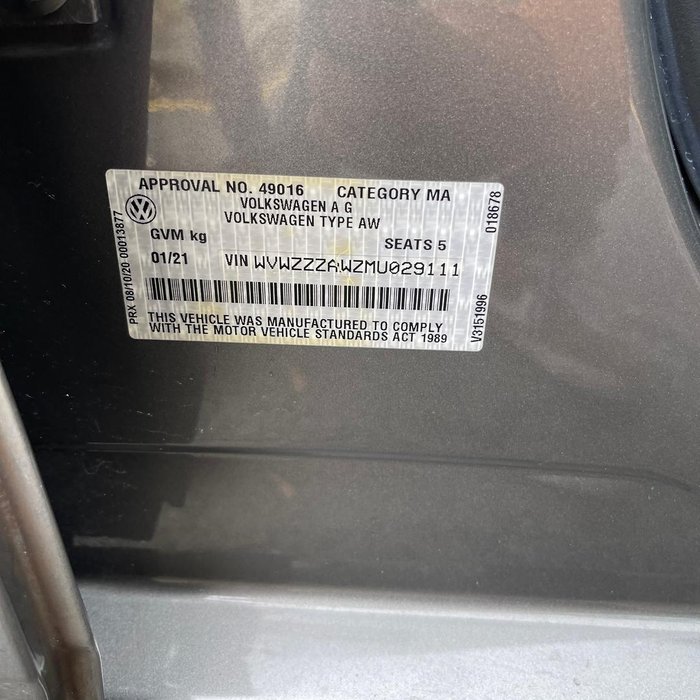 APPROVAL NO. 49016 CATEGORY MA
VOLKSWAGEN A G
VOLKSWAGEN TYPE AW
GVM kg SEATS 5
01/21 VIN WVWZZZAWZMU029111
THIS VEHICLE WAS MANUFACTURED TO COMPLY
WITH THE MOTOR VEHICLE STANDARDS ACT 1989
PRX 08/10/20 00013877
018678
V3151996